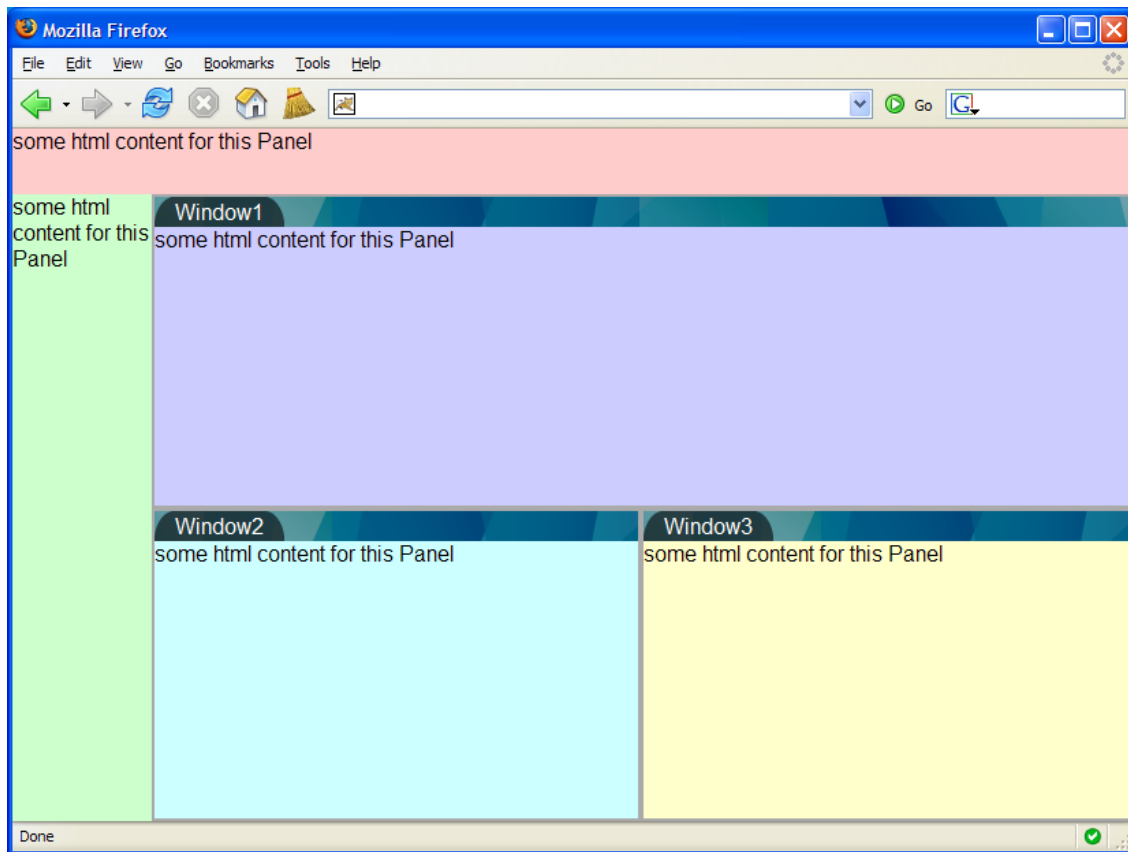 Mozilla Firefox
File Edit View Go Bookmarks Tools Help
Go G
some html content for this Panel
some html
content for this
Panel
Window1
some html content for this Panel
Window2
some html content for this Panel
Window3
some html content for this Panel
Done